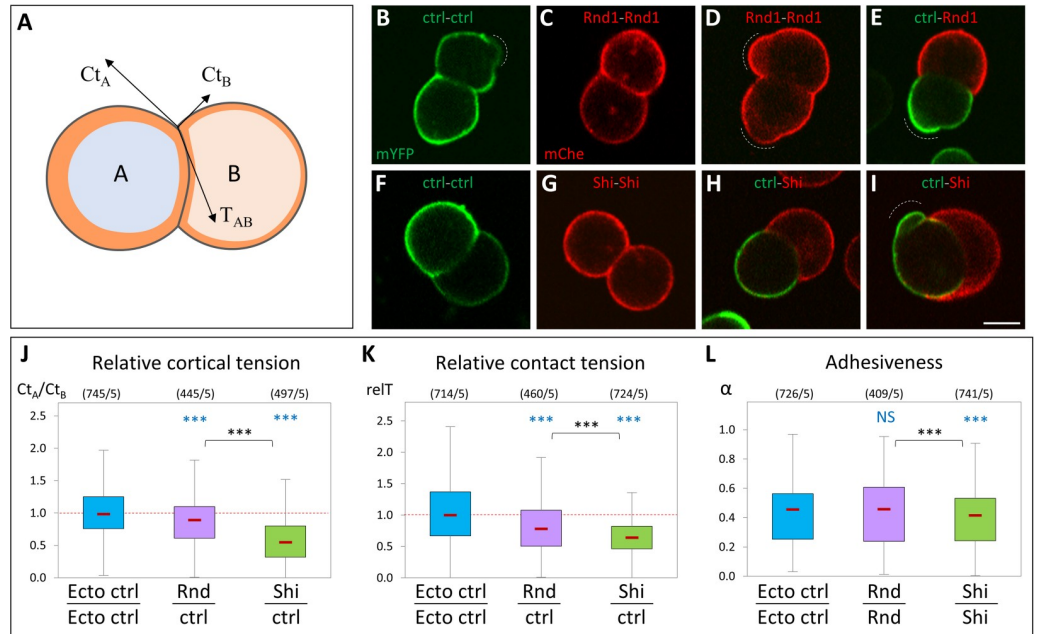 A
Ct_A
Ct_B
A
B
T_AB
B
ctrl-ctrl
mYFP
C
Rnd1-Rnd1
mChe
D
Rnd1-Rnd1
E
ctrl-Rnd1
F
ctrl-ctrl
G
Shi-Shi
H
ctrl-Shi
I
ctrl-Shi
J
Relative cortical tension
Ct_A/Ct_B
(745/5)
(445/5)
(497/5)
2.5
2.0
1.5
1.0
0.5
0.0
***
***
***
Ecto ctrl
Ecto ctrl
Rnd
ctrl
Shi
ctrl
K
Relative contact tension
relT
(714/5)
(460/5)
(724/5)
2.5
2.0
1.5
1.0
0.5
0.0
***
***
***
Ecto ctrl
Ecto ctrl
Rnd
ctrl
Shi
ctrl
L
Adhesiveness
α
(726/5)
(409/5)
(741/5)
1.0
0.8
0.6
0.4
0.2
0.0
NS
***
***
Ecto ctrl
Ecto ctrl
Rnd
Rnd
Shi
Shi